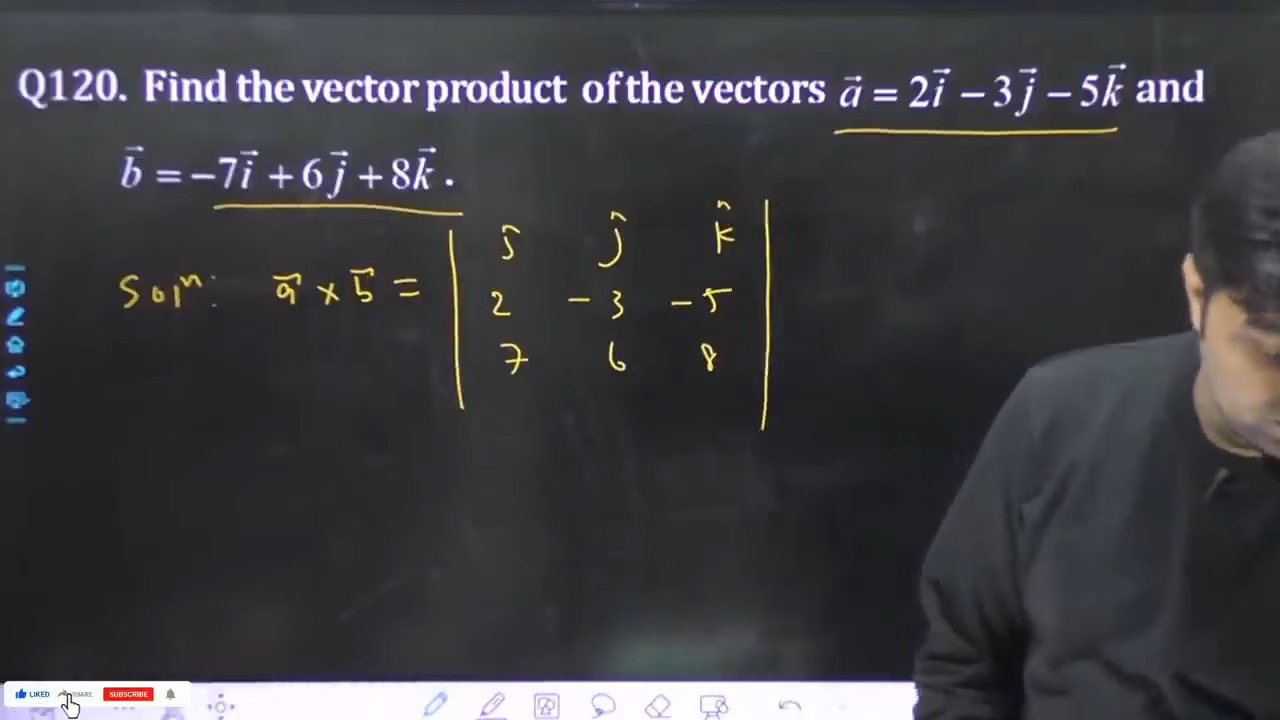 Q120. Find the vector product of the vectors a⃗ = 2i⃗ − 3j⃗ − 5k⃗ and
b⃗ = −7i⃗ + 6j⃗ + 8k⃗ .
Soln: a⃗ × b⃗ =
î ĵ k̂
2 −3 −5
7 6 8
LIKED SHARE SUBSCRIBE